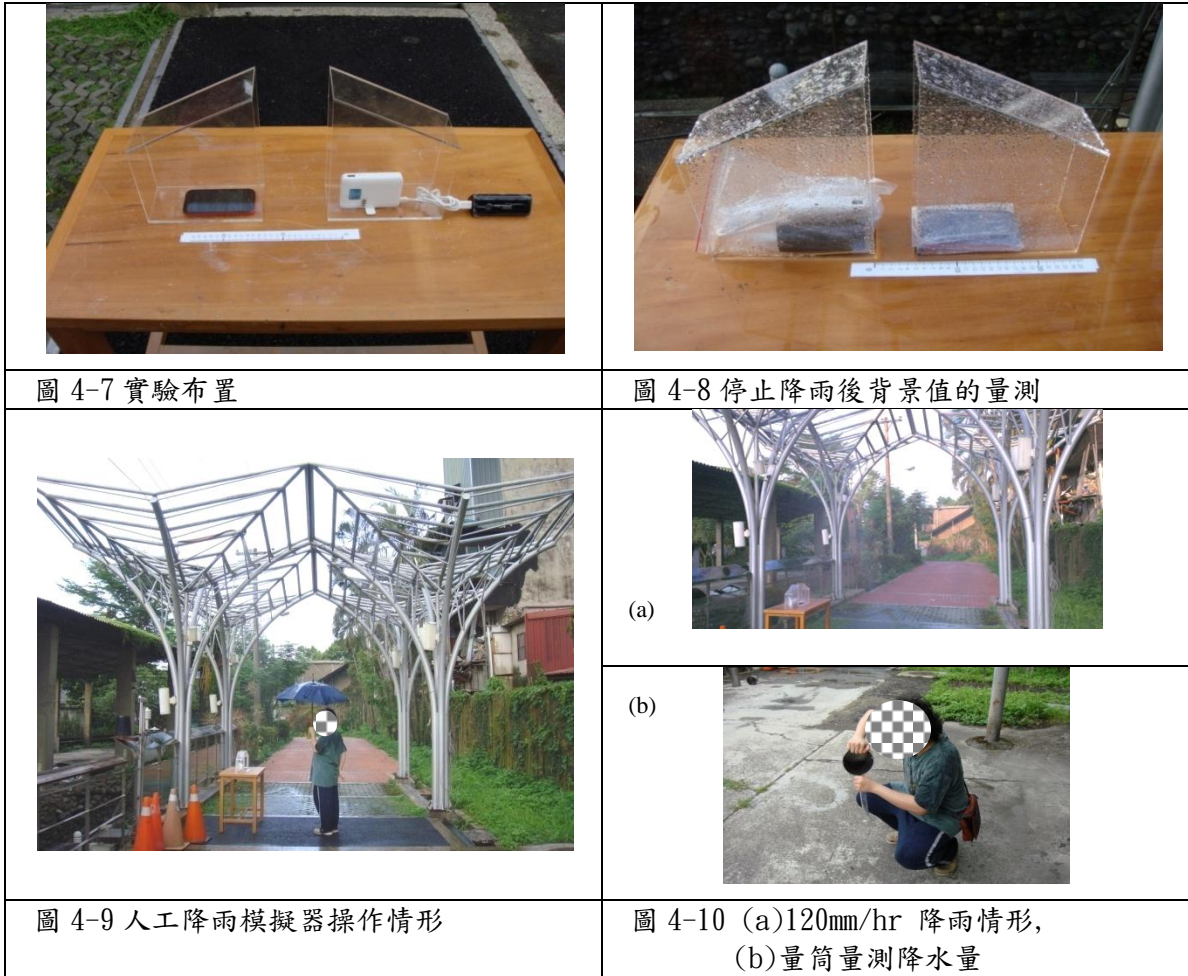 圖 4-7 實驗布置
圖 4-8 停止降雨後背景值的量測
(a)
(b)
圖 4-9 人工降雨模擬器操作情形
圖 4-10 (a)120mm/hr 降雨情形,
(b)量筒量測降水量